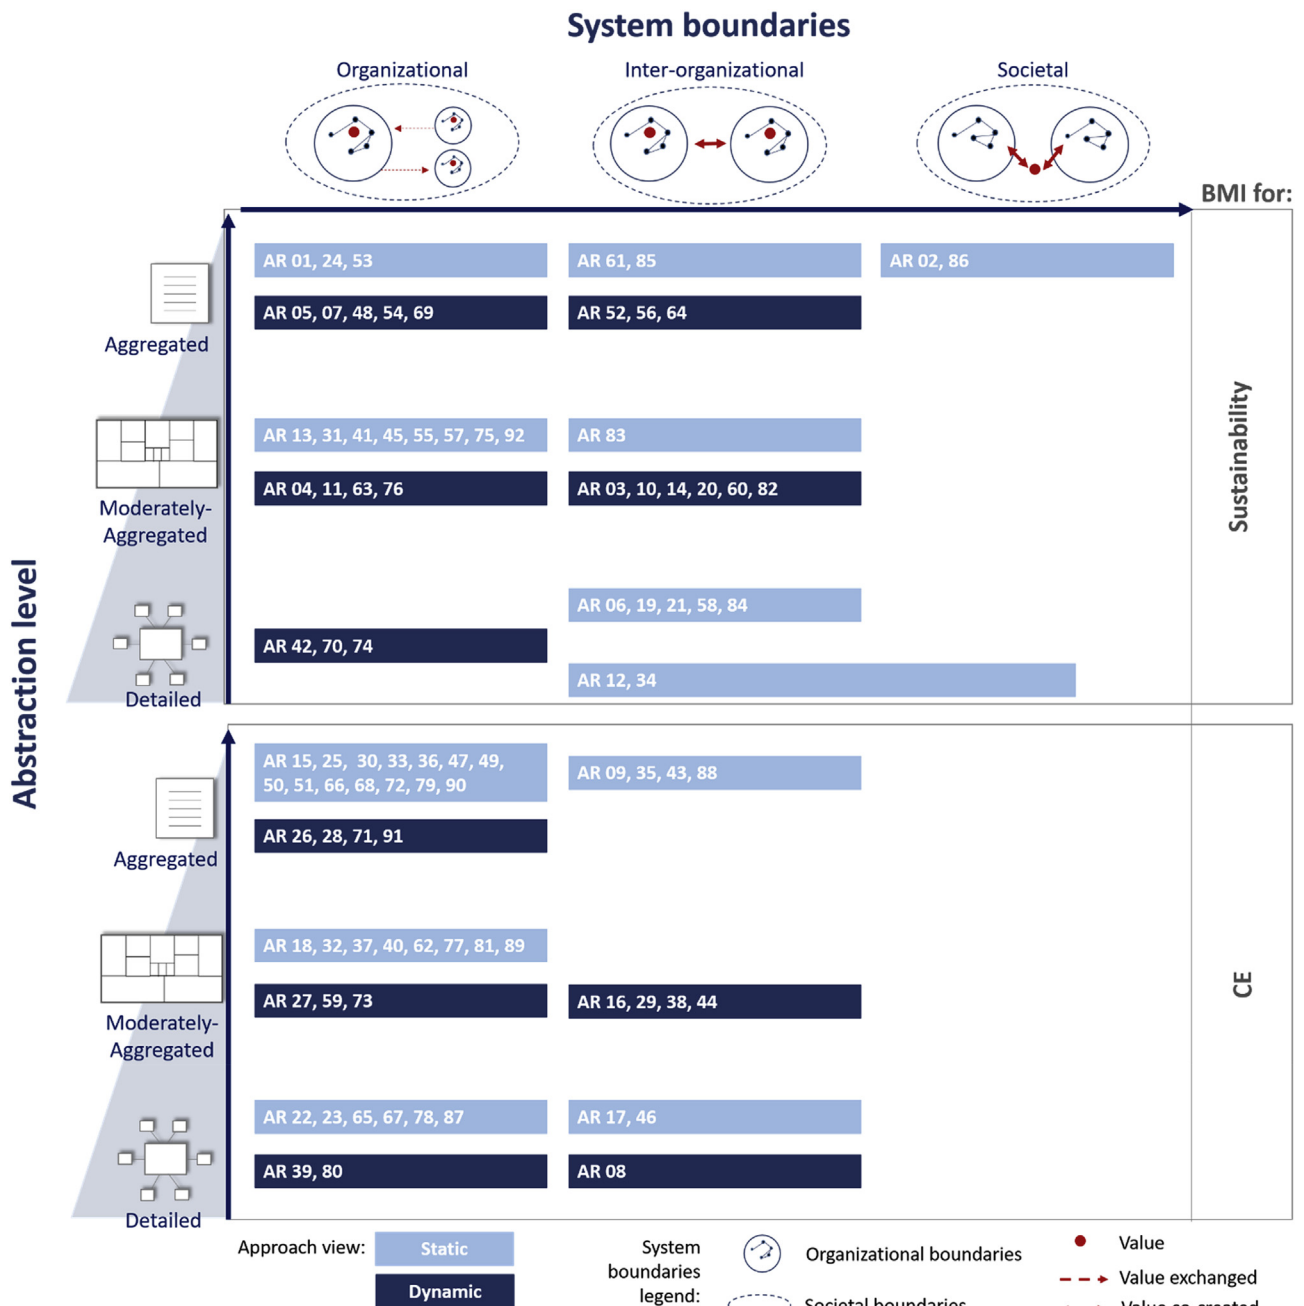 System boundaries
Organizational
Inter-organizational
Societal
BMI for:
Abstraction level
AR 01, 24, 53
AR 61, 85
AR 02, 86
AR 05, 07, 48, 54, 69
AR 52, 56, 64
Aggregated
AR 13, 31, 41, 45, 55, 57, 75, 92
AR 83
AR 04, 11, 63, 76
AR 03, 10, 14, 20, 60, 82
Moderately-
Aggregated
Sustainability
AR 06, 19, 21, 58, 84
AR 42, 70, 74
AR 12, 34
Detailed
AR 15, 25, 30, 33, 36, 47, 49,
50, 51, 66, 68, 72, 79, 90
AR 09, 35, 43, 88
AR 26, 28, 71, 91
Aggregated
AR 18, 32, 37, 40, 62, 77, 81, 89
AR 27, 59, 73
AR 16, 29, 38, 44
Moderately-
Aggregated
CE
AR 22, 23, 65, 67, 78, 87
AR 17, 46
AR 39, 80
AR 08
Detailed
Approach view:
Static
Dynamic
System
boundaries
legend:
Organizational boundaries
Societal boundaries
Value
Value exchanged
Value co-created